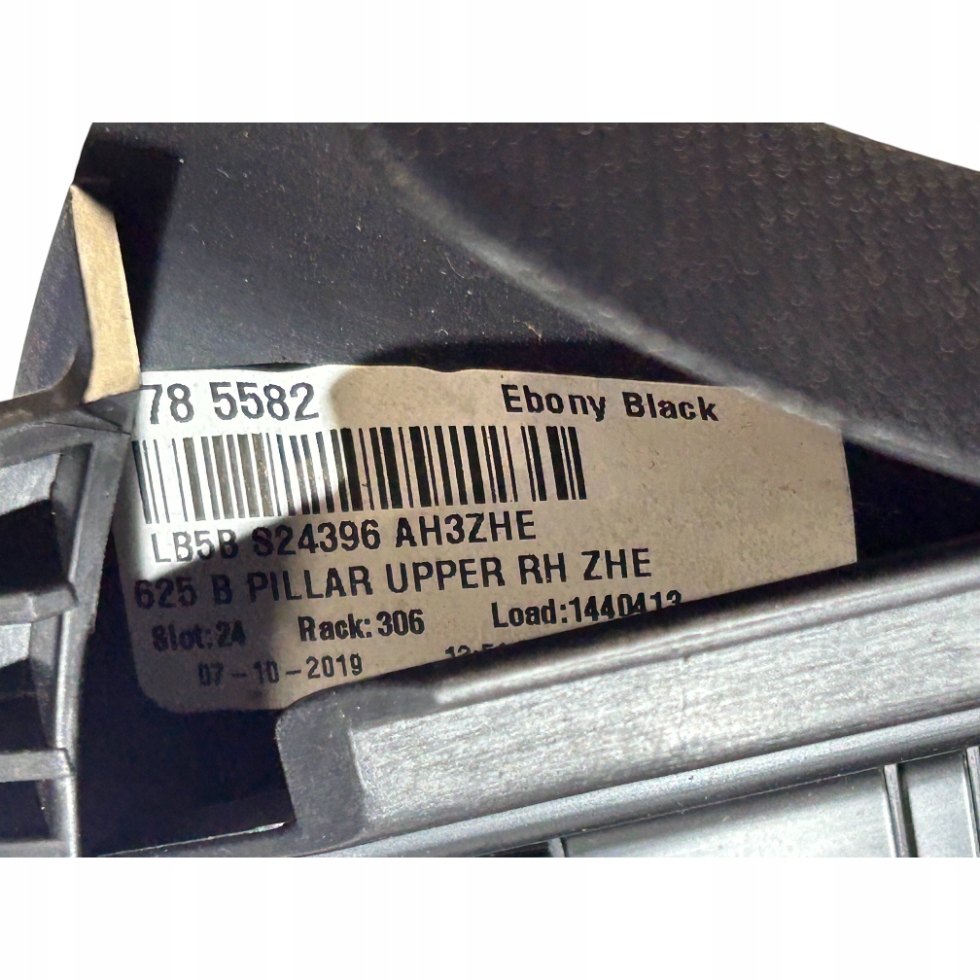 78 5582 Ebony Black
LB5B S24396 AH3ZHE
625 B PILLAR UPPER RH ZHE
Slot:24 Rack:306 Load:1440413
07-10-2019